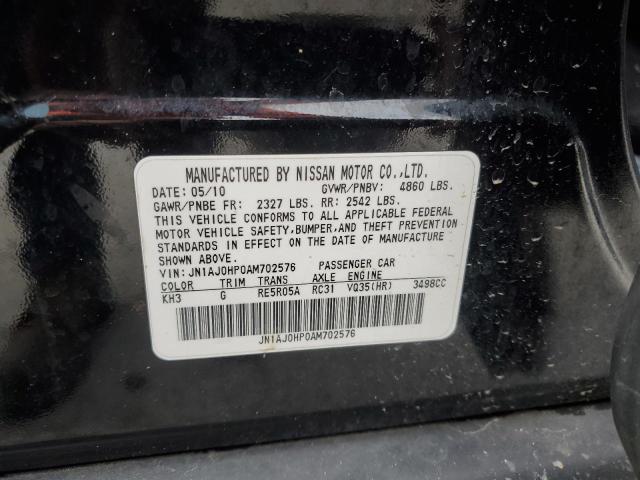 MANUFACTURED BY NISSAN MOTOR CO.,LTD.
DATE: 05/10 GVWR/PNBV: 4860 LBS.
GAWR/PNBE FR: 2327 LBS. RR: 2542 LBS.
THIS VEHICLE CONFORMS TO ALL APPLICABLE FEDERAL
MOTOR VEHICLE SAFETY,BUMPER,AND THEFT PREVENTION
STANDARDS IN EFFECT ON THE DATE OF MANUFACTURE
SHOWN ABOVE.
VIN: JN1AJ0HP0AM702576 PASSENGER CAR
COLOR TRIM TRANS AXLE ENGINE
KH3 G RE5R05A RC31 VQ35(HR) 3498CC
JN1AJ0HP0AM702576